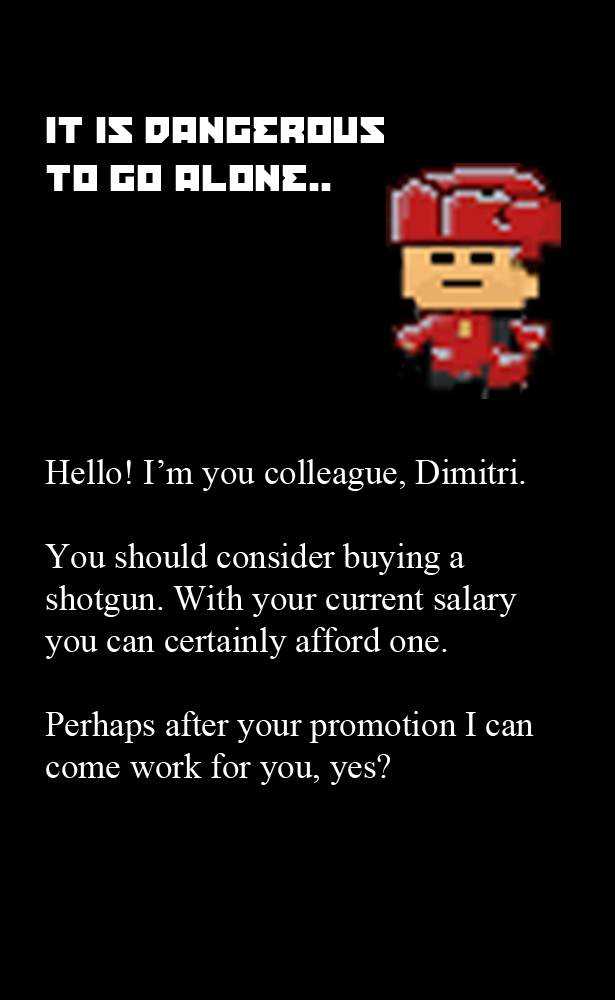 IT IS DANGEROUS
TO GO ALONE..
Hello! I’m you colleague, Dimitri.
You should consider buying a
shotgun. With your current salary
you can certainly afford one.
Perhaps after your promotion I can
come work for you, yes?